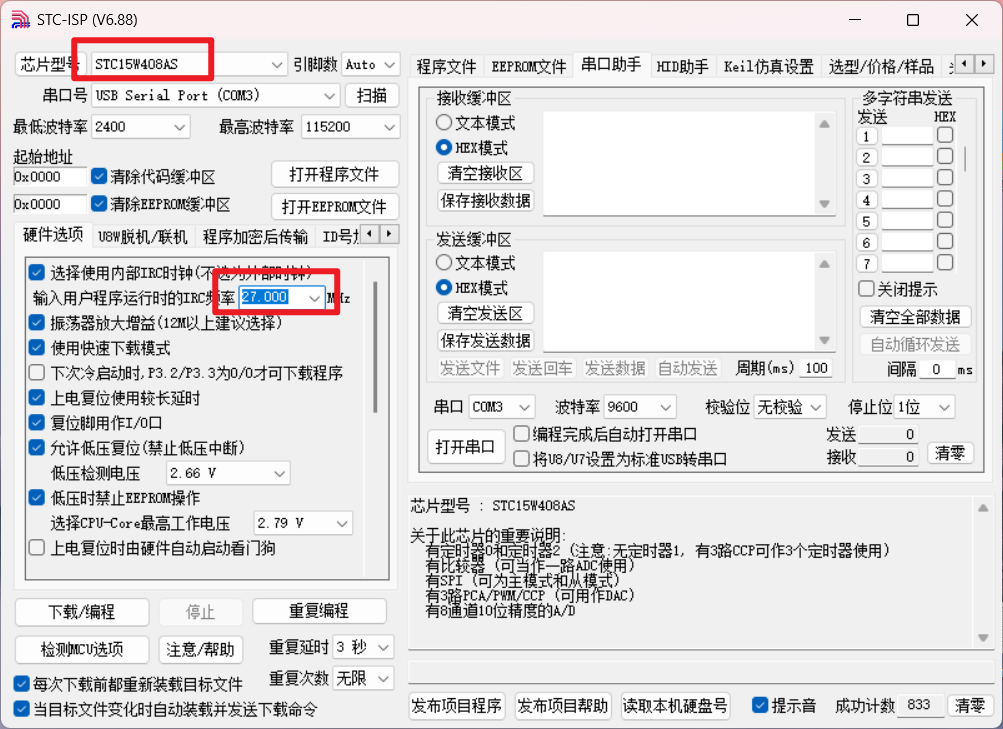 STC-ISP (V6.88)
芯片型号 STC15W408AS 引脚数 Auto
串口号 USB Serial Port (COM3) 扫描
最低波特率 2400 最高波特率 115200
起始地址
0x0000 清除代码缓冲区 打开程序文件
0x0000 清除EEPROM缓冲区 打开EEPROM文件
硬件选项 U8W脱机/联机 程序加密后传输 ID号
选择使用内部IRC时钟(不选为外部时钟)
输入用户程序运行时的IRC频率 27.000 MHz
振荡器放大增益(12M以上建议选择)
使用快速下载模式
下次冷启动时,P3.2/P3.3为0/0才可下载程序
上电复位使用较长延时
复位脚用作I/O口
允许低压复位(禁止低压中断)
低压检测电压 2.66 V
低压时禁止EEPROM操作
选择CPU-Core最高工作电压 2.79 V
上电复位时由硬件自动启动看门狗
下载/编程 停止 重复编程
检测MCU选项 注意/帮助 重复延时 3 秒
重复次数 无限
每次下载前都重新装载目标文件
当目标文件变化时自动装载并发送下载命令
程序文件 EEPROM文件 串口助手 HID助手 Keil仿真设置 选型/价格/样品
接收缓冲区
文本模式
HEX模式
清空接收区
保存接收数据
发送缓冲区
文本模式
HEX模式
清空发送区
保存发送数据
发送文件 发送回车 发送数据 自动发送 周期(ms) 100
多字符串发送
发送 HEX
1
2
3
4
5
6
7
关闭提示
清空全部数据
自动循环发送
间隔 0 ms
串口 COM3 波特率 9600 校验位 无校验 停止位 1位
打开串口 编程完成后自动打开串口 发送 0
将U8/U7设置为标准USB转串口 接收 0 清零
芯片型号 : STC15W408AS
关于此芯片的重要说明:
有定时器0和定时器2 (注意:无定时器1, 有3路CCP可作3个定时器使用)
有比较器 (可当作一路ADC使用)
有SPI (可为主模式和从模式)
有3路PCA/PWM/CCP (可用作DAC)
有8通道10位精度的A/D
发布项目程序 发布项目帮助 读取本机硬盘号 提示音 成功计数 833 清零